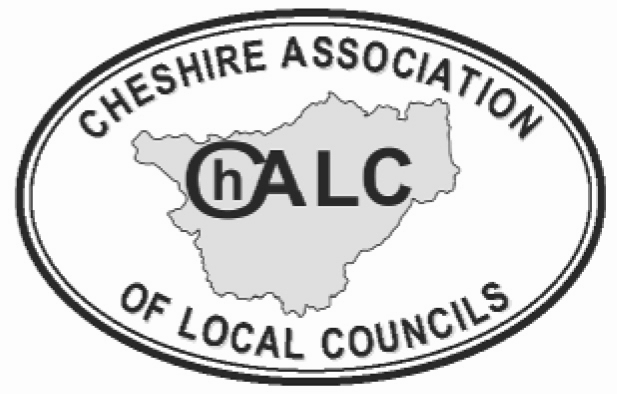 CHESHIRE ASSOCIATION
ChALC
OF LOCAL COUNCILS